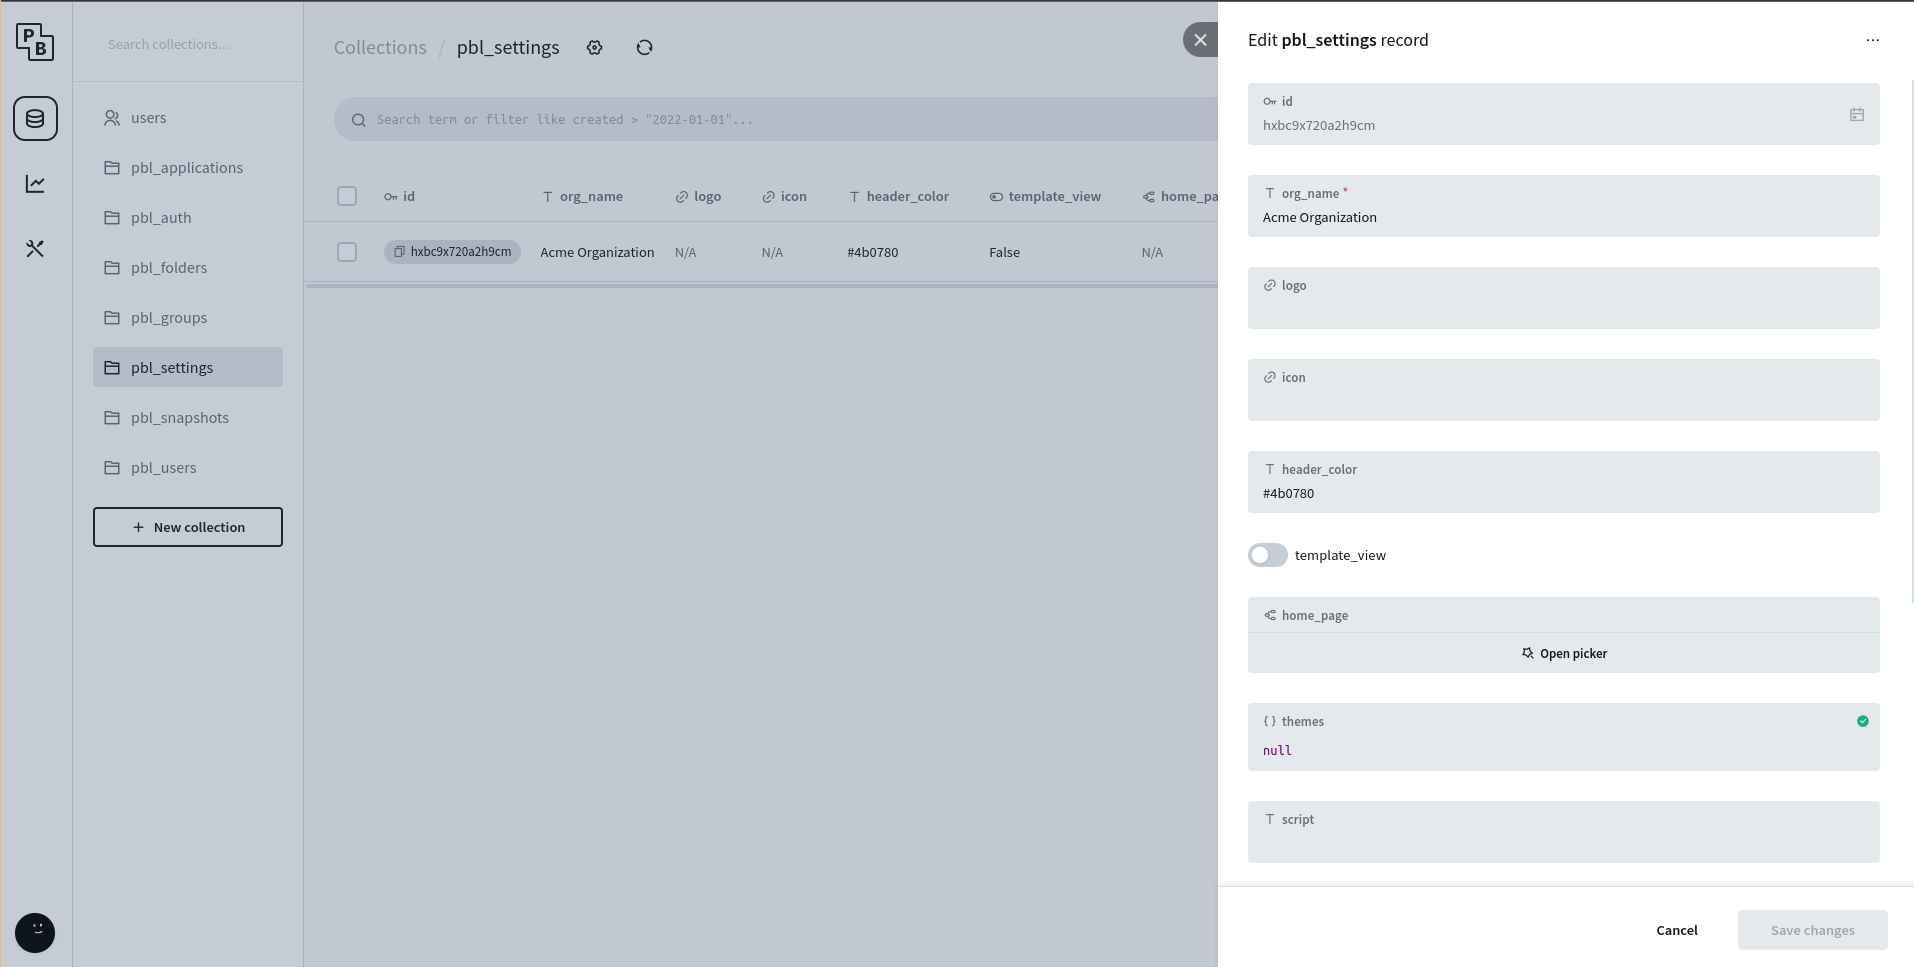 P
B
Search collections...
users
pbl_applications
pbl_auth
pbl_folders
pbl_groups
pbl_settings
pbl_snapshots
pbl_users
New collection
Collections / pbl_settings
Search term or filter like created > "2022-01-01"...
id org_name logo icon header_color template_view home_pa
hxbc9x720a2h9cm Acme Organization N/A N/A #4b0780 False N/A
Edit pbl_settings record
id
hxbc9x720a2h9cm
org_name *
Acme Organization
logo
icon
header_color
#4b0780
template_view
home_page
Open picker
{ } themes
null
script
Cancel Save changes